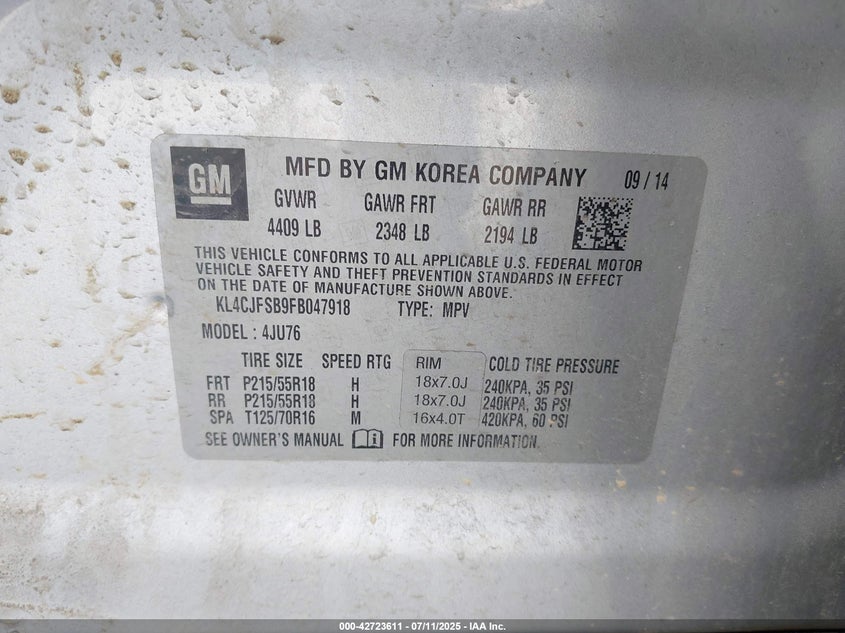 GM MFD BY GM KOREA COMPANY 09/14
GVWR GAWR FRT GAWR RR
4409 LB 2348 LB 2194 LB
THIS VEHICLE CONFORMS TO ALL APPLICABLE U.S. FEDERAL MOTOR
VEHICLE SAFETY AND THEFT PREVENTION STANDARDS IN EFFECT
ON THE DATE OF MANUFACTURE SHOWN ABOVE.
KL4CJFSB9FB047918 TYPE: MPV
MODEL : 4JU76
TIRE SIZE SPEED RTG RIM COLD TIRE PRESSURE
FRT P215/55R18 H 18x7.0J 240KPA, 35 PSI
RR P215/55R18 H 18x7.0J 240KPA, 35 PSI
SPA T125/70R16 M 16x4.0T 420KPA, 60 PSI
SEE OWNER'S MANUAL FOR MORE INFORMATION.
000-42723611 - 07/11/2025 - IAA Inc.